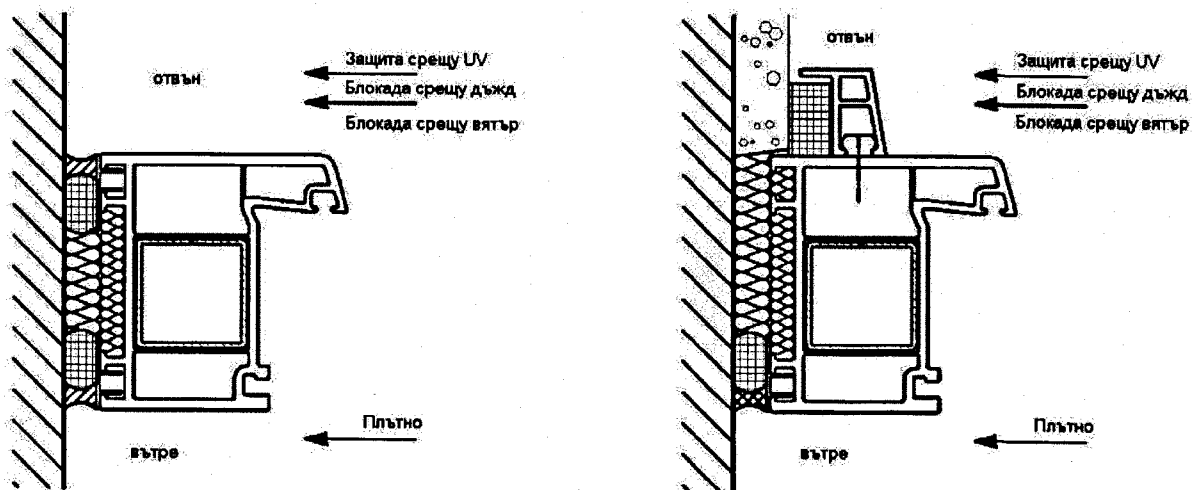 отвън
Защита срещу UV
Блокада срещу дъжд
Блокада срещу вятър
Плътно
вътре
отвън
Защита срещу UV
Блокада срещу дъжд
Блокада срещу вятър
Плътно
вътре